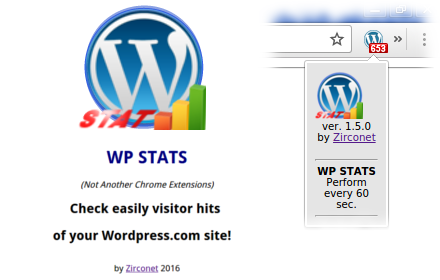 STAT
WP STATS
(Not Another Chrome Extensions)
Check easily visitor hits
of your Wordpress.com site!
by Zirconet 2016
653
STAT
ver. 1.5.0
by Zirconet
WP STATS
Perform
every 60
sec.